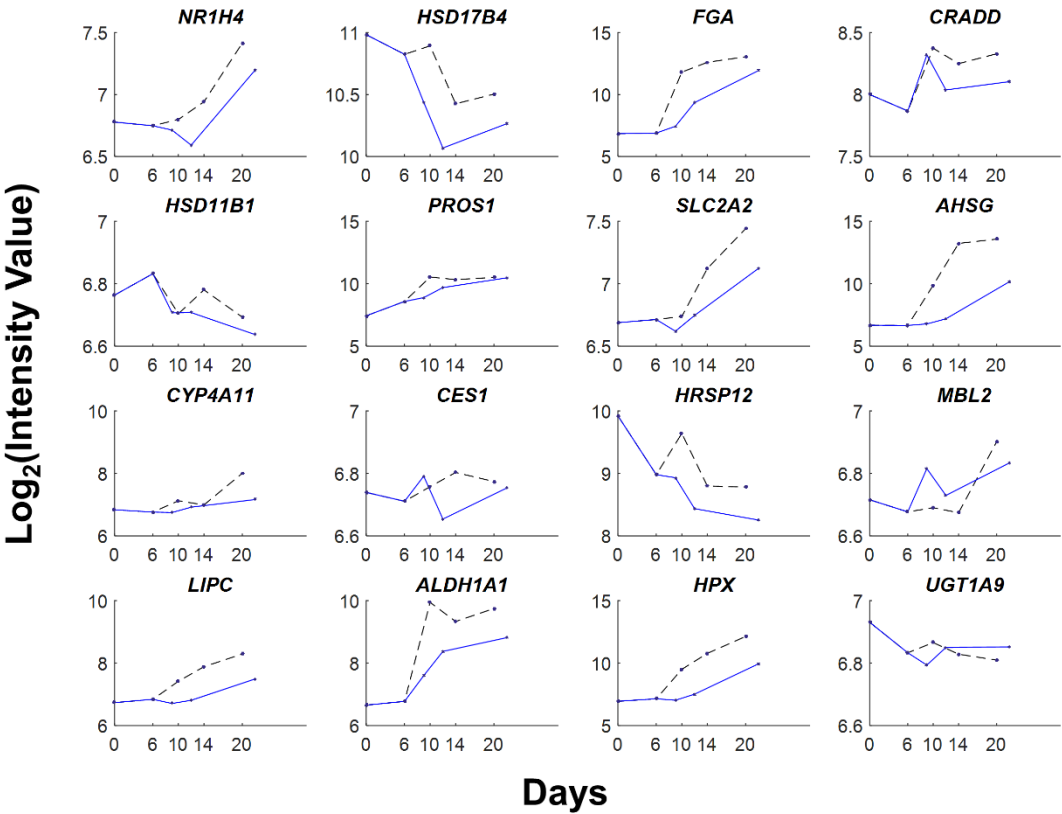 NR1H4 HSD17B4 FGA CRADD
7.5 11 15 8.5
7 10.5 10 8
6.5 10 5 7.5
0 6 10 14 20 0 6 10 14 20 0 6 10 14 20 0 6 10 14 20
HSD11B1 PROS1 SLC2A2 AHSG
7 15 7.5 15
6.8 10 7 10
6.6 5 6.5 5
0 6 10 14 20 0 6 10 14 20 0 6 10 14 20 0 6 10 14 20
CYP4A11 CES1 HRSP12 MBL2
10 7 10 7
8 6.8 9 6.8
6 6.6 8 6.6
0 6 10 14 20 0 6 10 14 20 0 6 10 14 20 0 6 10 14 20
LIPC ALDH1A1 HPX UGT1A9
10 10 15 7
8 8 10 6.8
6 6 5 6.6
0 6 10 14 20 0 6 10 14 20 0 6 10 14 20 0 6 10 14 20
Log₂(Intensity Value)
Days